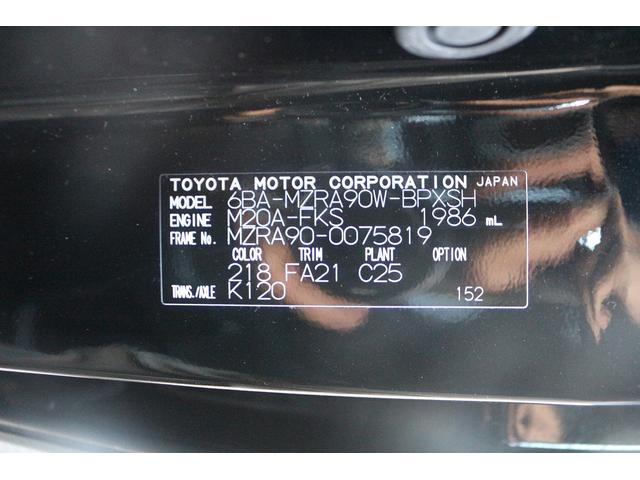 TOYOTA MOTOR CORPORATION JAPAN
MODEL 6BA-MZRA90W-BPXSH
ENGINE M20A-FKS 1986 mL
FRAME No. MZRA90-0075819
COLOR TRIM PLANT OPTION
218 FA21 C25
TRANS./AXLE K120 152